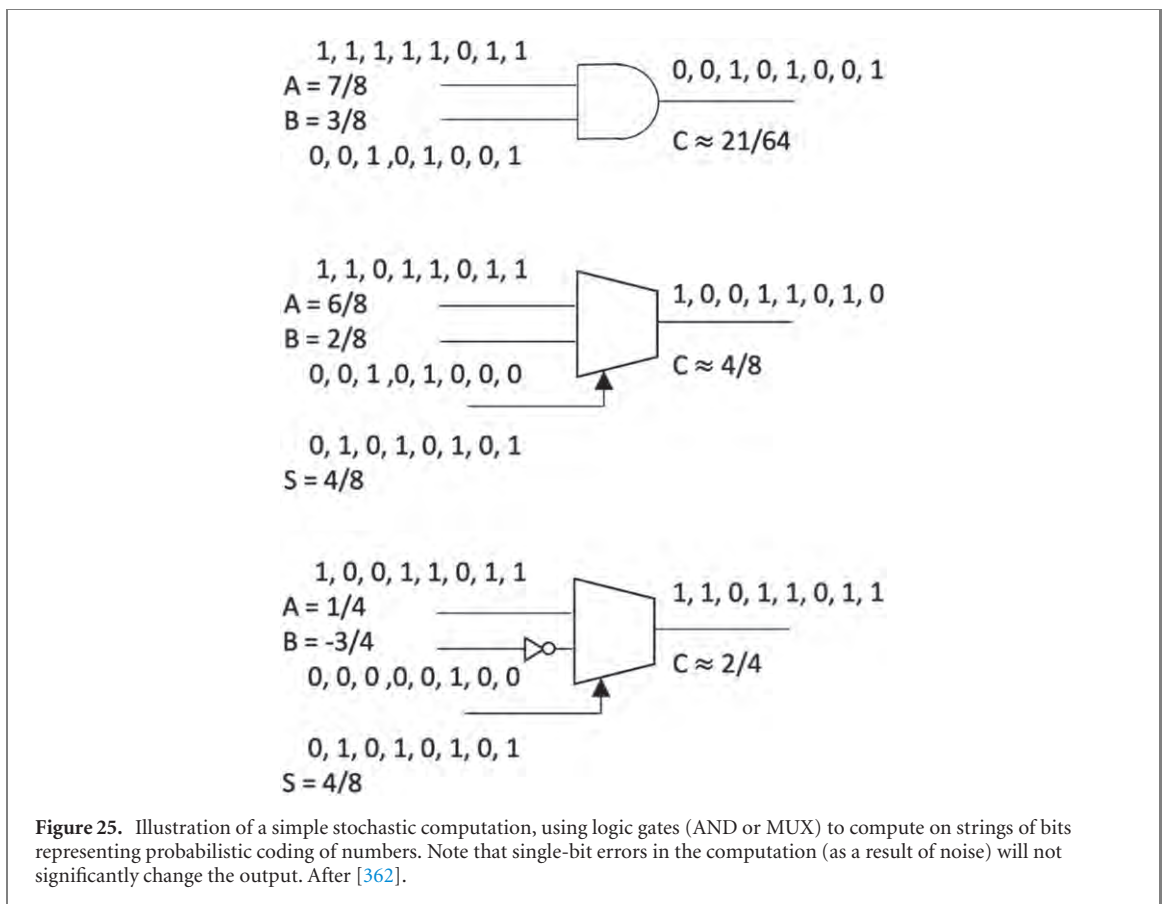 1, 1, 1, 1, 1, 0, 1, 1
A = 7/8
B = 3/8
0, 0, 1 ,0, 1, 0, 0, 1
0, 0, 1, 0, 1, 0, 0, 1
C ≈ 21/64
1, 1, 0, 1, 1, 0, 1, 1
A = 6/8
B = 2/8
0, 0, 1 ,0, 1, 0, 0, 0
1, 0, 0, 1, 1, 0, 1, 0
C ≈ 4/8
0, 1, 0, 1, 0, 1, 0, 1
S = 4/8
1, 0, 0, 1, 1, 0, 1, 1
A = 1/4
B = -3/4
0, 0, 0 ,0, 0, 1, 0, 0
1, 1, 0, 1, 1, 0, 1, 1
C ≈ 2/4
0, 1, 0, 1, 0, 1, 0, 1
S = 4/8
Figure 25. Illustration of a simple stochastic computation, using logic gates (AND or MUX) to compute on strings of bits
representing probabilistic coding of numbers. Note that single-bit errors in the computation (as a result of noise) will not
significantly change the output. After [362].